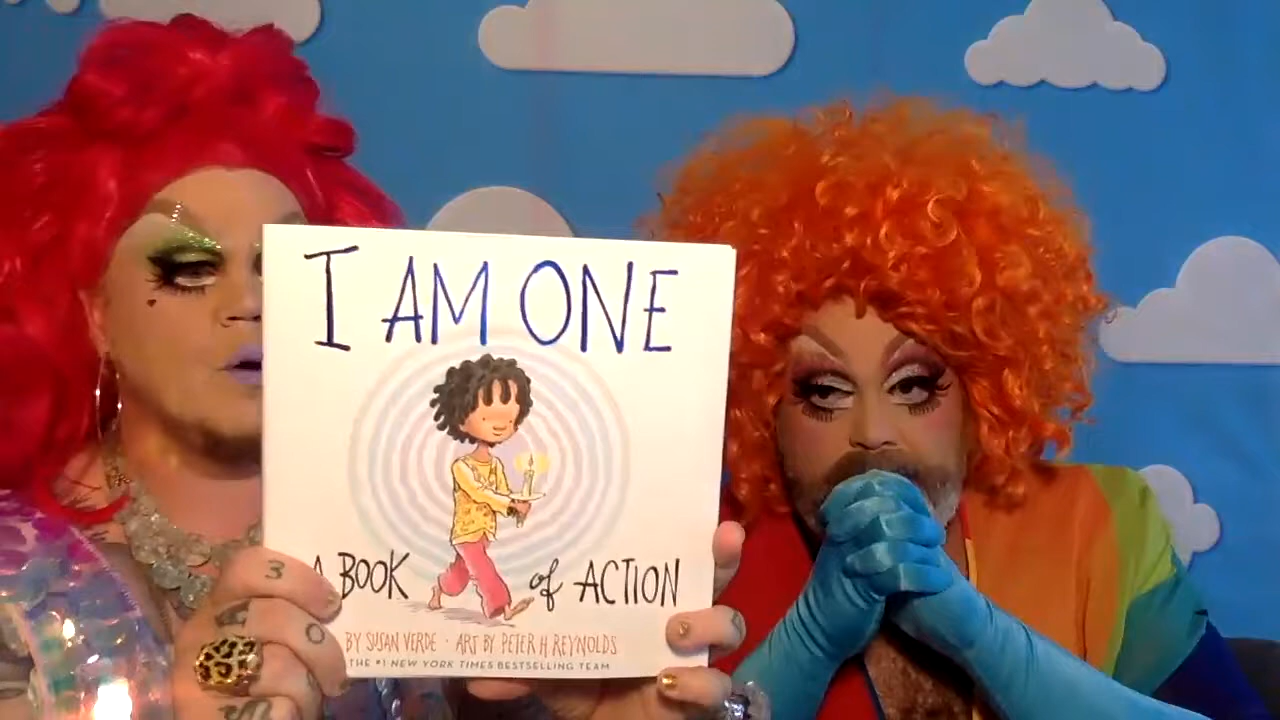 I AM ONE
A BOOK of ACTION
BY SUSAN VERDE · ART BY PETER H. REYNOLDS
THE #1 NEW YORK TIMES BESTSELLING TEAM
3